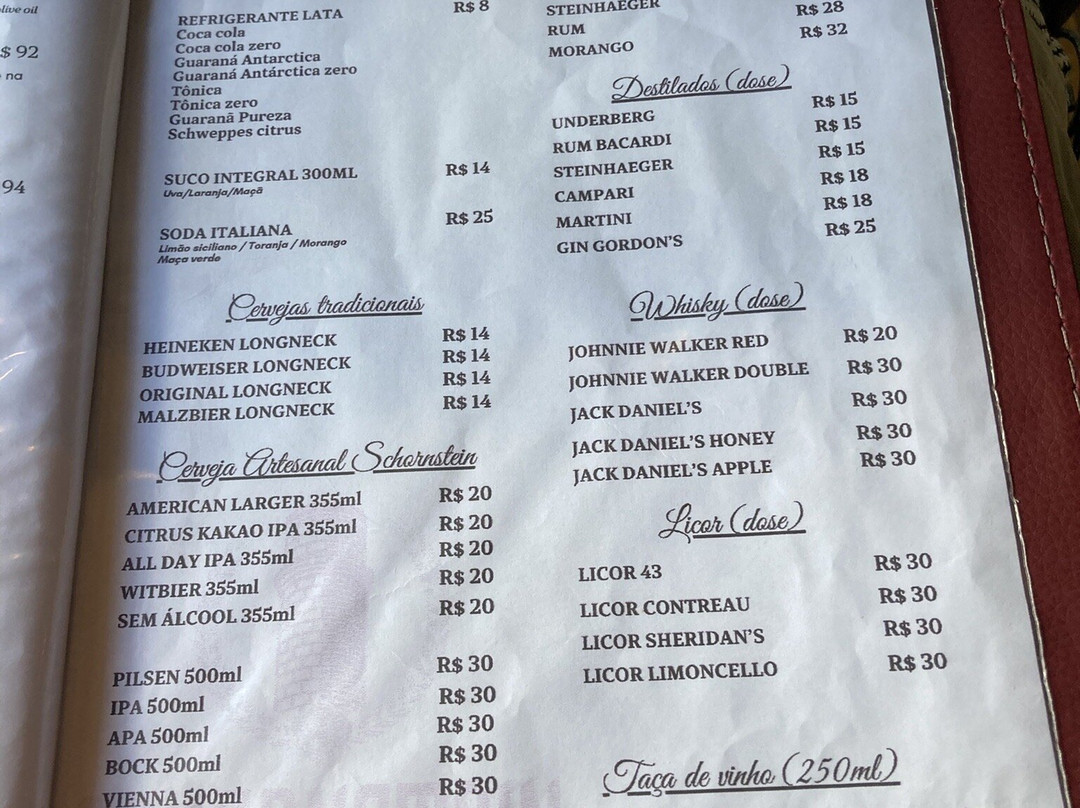 olive oil
$ 92
na
94
REFRIGERANTE LATA R$ 8
Coca cola
Coca cola zero
Guaraná Antarctica
Guaraná Antárctica zero
Tônica
Tônica zero
Guaranã Pureza
Schweppes citrus
SUCO INTEGRAL 300ML R$ 14
Uva/Laranja/Maçã
SODA ITALIANA R$ 25
Limão siciliano / Toranja / Morango
Maça verde
Cervejas tradicionais
HEINEKEN LONGNECK R$ 14
BUDWEISER LONGNECK R$ 14
ORIGINAL LONGNECK R$ 14
MALZBIER LONGNECK R$ 14
Cerveja Artesanal Schornstein
AMERICAN LARGER 355ml R$ 20
CITRUS KAKAO IPA 355ml R$ 20
ALL DAY IPA 355ml R$ 20
WITBIER 355ml R$ 20
SEM ÁLCOOL 355ml R$ 20
PILSEN 500ml R$ 30
IPA 500ml R$ 30
APA 500ml R$ 30
BOCK 500ml R$ 30
VIENNA 500ml R$ 30
STEINHAEGER
RUM R$ 28
MORANGO R$ 32
Destilados (dose)
UNDERBERG R$ 15
RUM BACARDI R$ 15
STEINHAEGER R$ 15
CAMPARI R$ 18
MARTINI R$ 18
GIN GORDON'S R$ 25
Whisky (dose)
JOHNNIE WALKER RED R$ 20
JOHNNIE WALKER DOUBLE R$ 30
JACK DANIEL'S R$ 30
JACK DANIEL'S HONEY R$ 30
JACK DANIEL'S APPLE R$ 30
Licor (dose)
LICOR 43 R$ 30
LICOR CONTREAU R$ 30
LICOR SHERIDAN'S R$ 30
LICOR LIMONCELLO R$ 30
Taça de vinho (250ml)